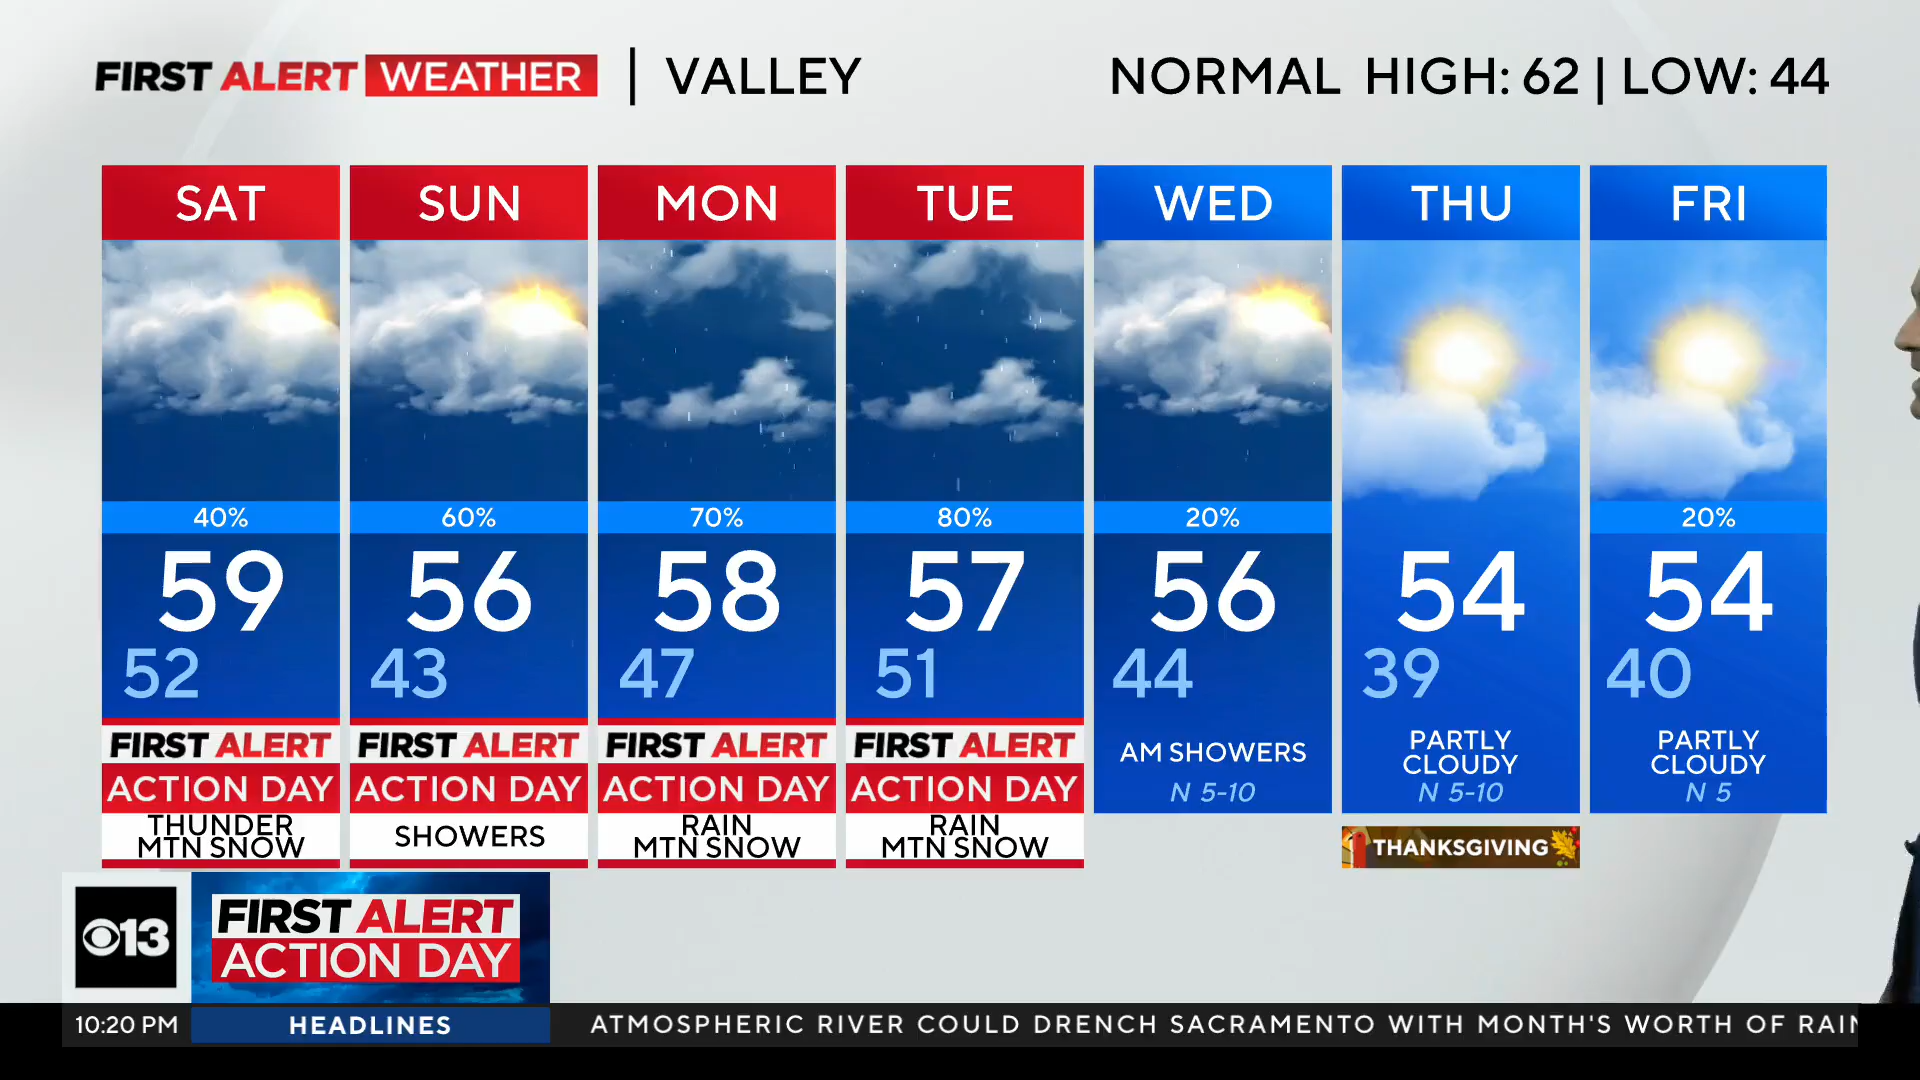 FIRST ALERT WEATHER | VALLEY
NORMAL HIGH: 62 | LOW: 44
SAT
40%
59
52
FIRST ALERT
ACTION DAY
THUNDER
MTN SNOW
SUN
60%
56
43
FIRST ALERT
ACTION DAY
SHOWERS
MON
70%
58
47
FIRST ALERT
ACTION DAY
RAIN
MTN SNOW
TUE
80%
57
51
FIRST ALERT
ACTION DAY
RAIN
MTN SNOW
WED
20%
56
44
AM SHOWERS
N 5-10
THU
54
39
PARTLY
CLOUDY
N 5-10
THANKSGIVING
FRI
20%
54
40
PARTLY
CLOUDY
N 5
13
FIRST ALERT
ACTION DAY
10:20 PM
HEADLINES
ATMOSPHERIC RIVER COULD DRENCH SACRAMENTO WITH MONTH'S WORTH OF RAIN